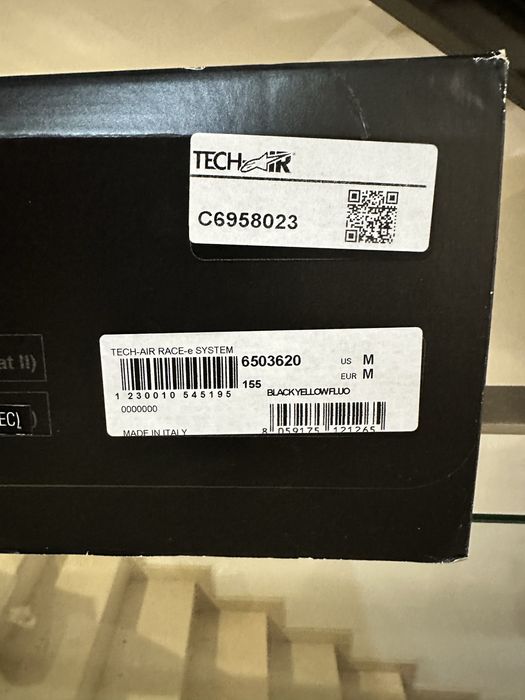 TECH-AIR
C6958023
at II)
TECH-AIR RACE-e SYSTEM
6503620
US M
EUR M
155
BLACKYELLOWFLUO
1 230010 545195
0000000
EC)
MADE IN ITALY
8 059175 121265